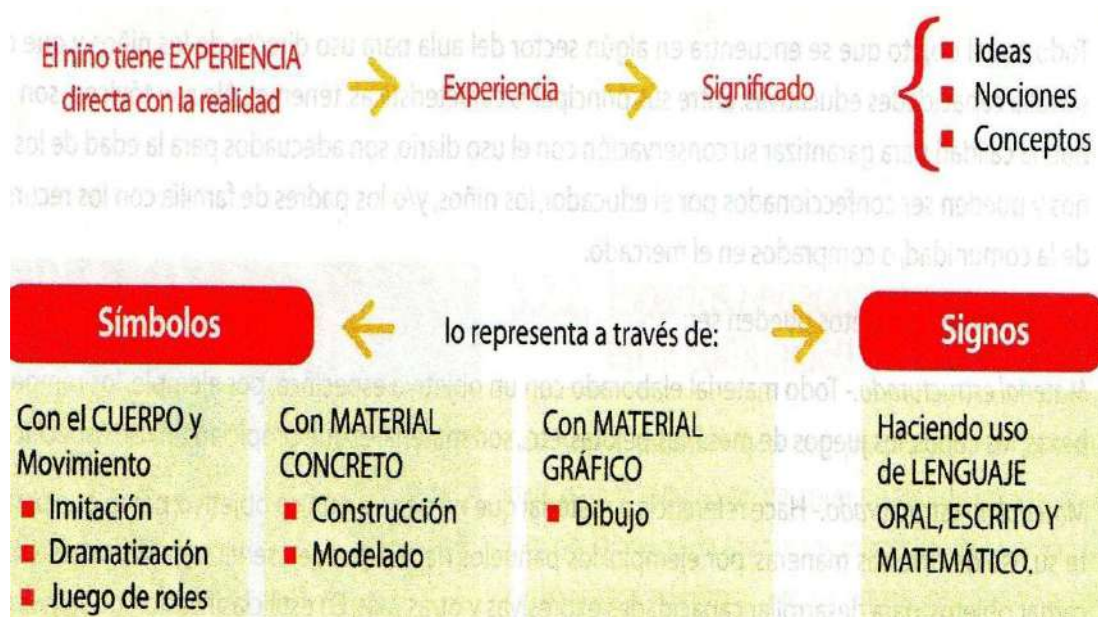 El niño tiene EXPERIENCIA
directa con la realidad
Experiencia
Significado
Ideas
Nociones
Conceptos
Símbolos
lo representa a través de:
Signos
Con el CUERPO y
Movimiento
Imitación
Dramatización
Juego de roles
Con MATERIAL
CONCRETO
Construcción
Modelado
Con MATERIAL
GRÁFICO
Dibujo
Haciendo uso
de LENGUAJE
ORAL, ESCRITO Y
MATEMÁTICO.